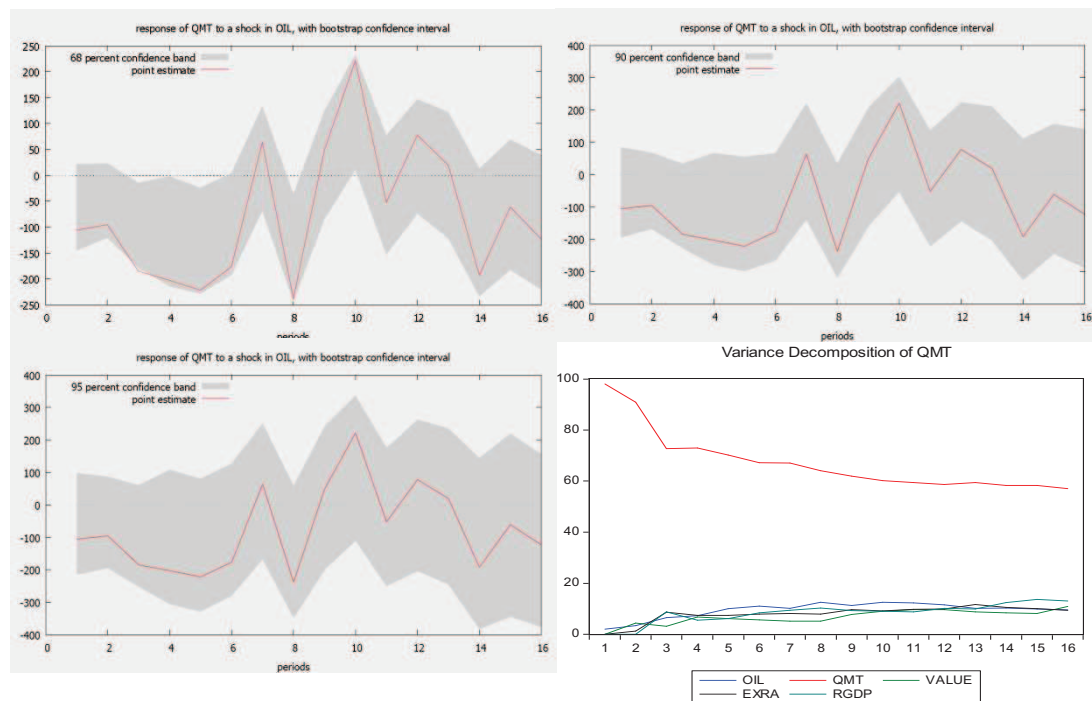 response of QMT to a shock in OIL, with bootstrap confidence interval
68 percent confidence band
point estimate
250
200
150
100
50
0
-50
-100
-150
-200
-250
0 2 4 6 8 10 12 14 16
periods
response of QMT to a shock in OIL, with bootstrap confidence interval
90 percent confidence band
point estimate
400
300
200
100
0
-100
-200
-300
-400
0 2 4 6 8 10 12 14 16
periods
response of QMT to a shock in OIL, with bootstrap confidence interval
95 percent confidence band
point estimate
400
300
200
100
0
-100
-200
-300
-400
0 2 4 6 8 10 12 14 16
periods
Variance Decomposition of QMT
100
80
60
40
20
0
1 2 3 4 5 6 7 8 9 10 11 12 13 14 15 16
OIL QMT VALUE
EXRA RGDP